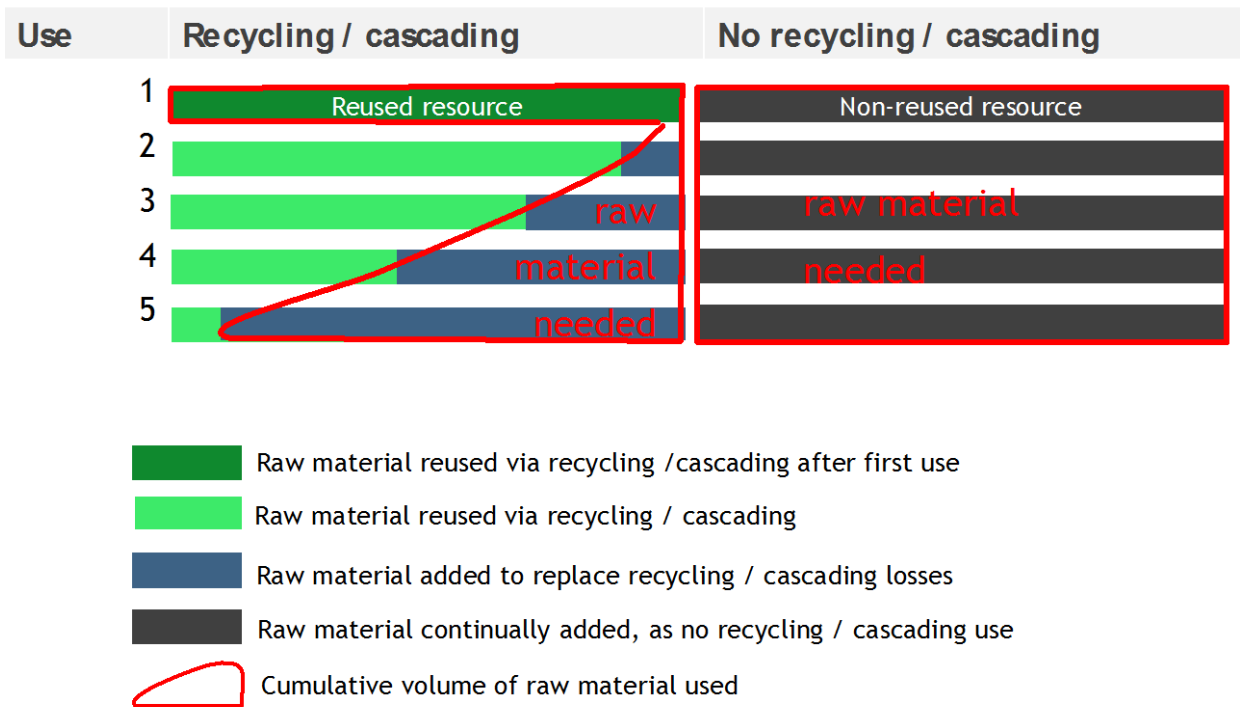 Use Recycling / cascading No recycling / cascading
1 Reused resource Non-reused resource
2
3 raw raw material
4 material needed
5 needed
Raw material reused via recycling /cascading after first use
Raw material reused via recycling / cascading
Raw material added to replace recycling / cascading losses
Raw material continually added, as no recycling / cascading use
Cumulative volume of raw material used